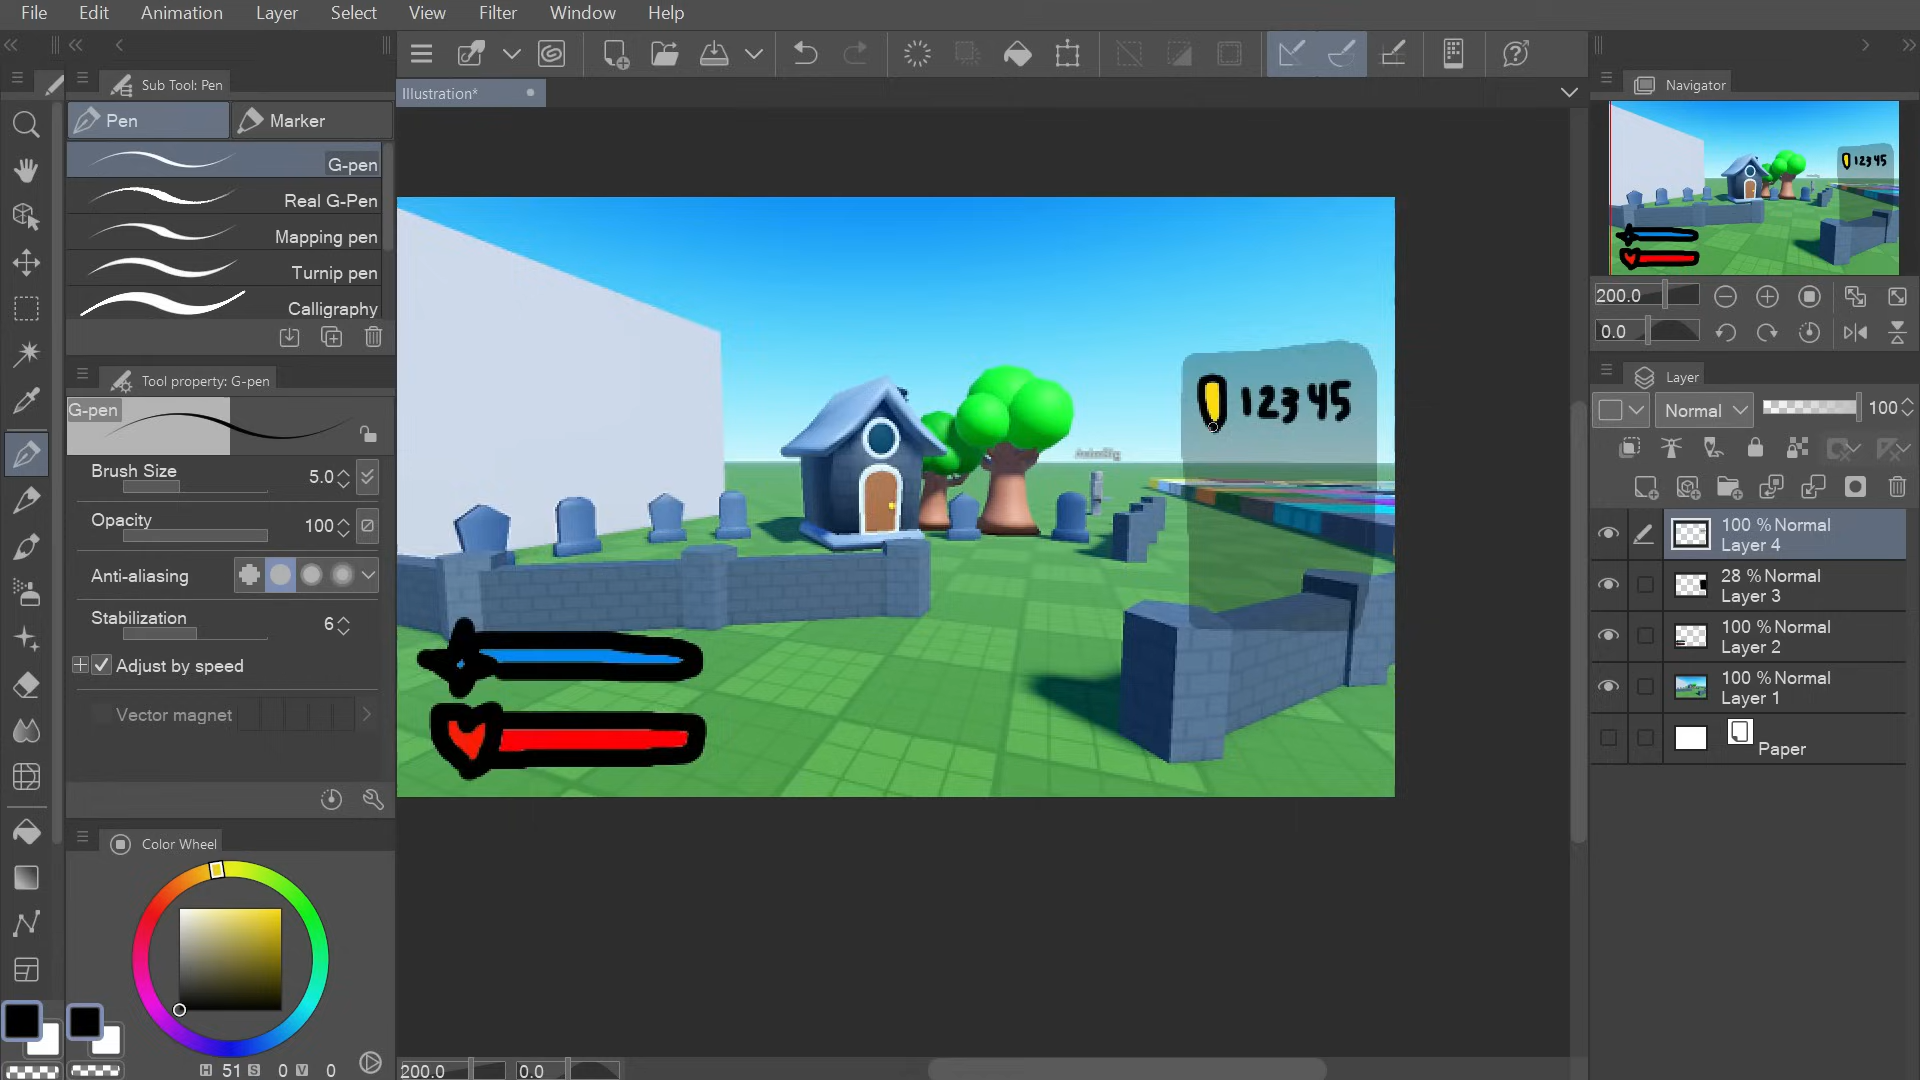 File Edit Animation Layer Select View Filter Window Help
Sub Tool: Pen
Pen Marker
G-pen
Real G-Pen
Mapping pen
Turnip pen
Calligraphy
Tool property: G-pen
G-pen
Brush Size 5.0
Opacity 100
Anti-aliasing
Stabilization 6
Adjust by speed
Vector magnet
Color Wheel
H 51 S 0 V 0
Illustration*
12345
200.0 0.0
Navigator
12345
200.0
0.0
Layer
Normal 100
100 % Normal
Layer 4
28 % Normal
Layer 3
100 % Normal
Layer 2
100 % Normal
Layer 1
Paper